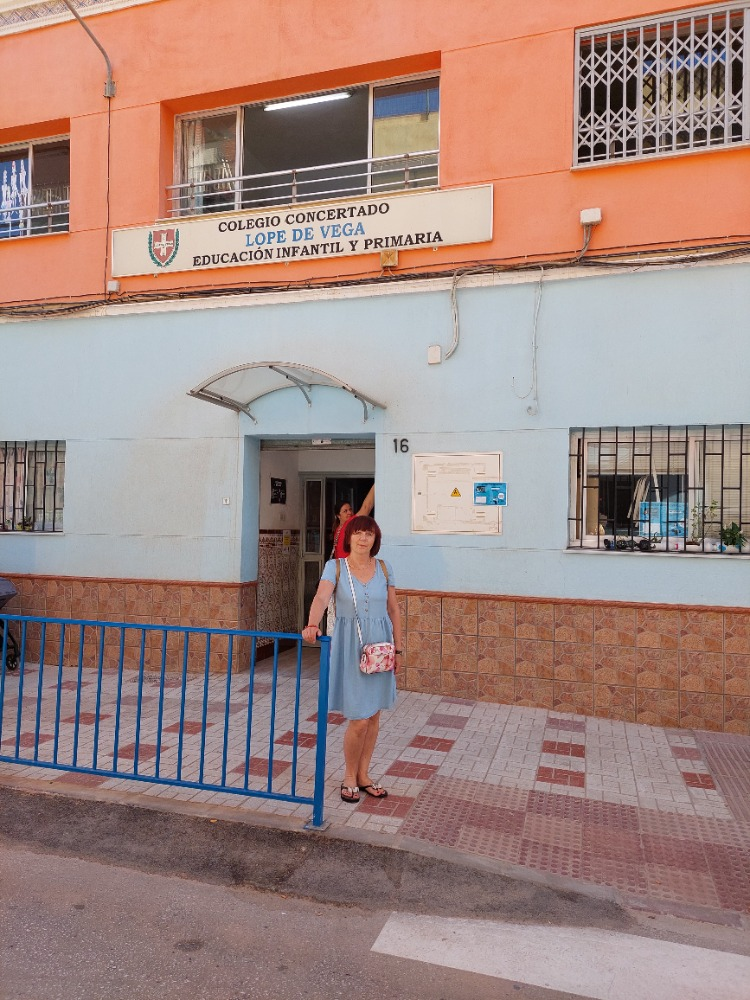 COLEGIO CONCERTADO
LOPE DE VEGA
EDUCACIÓN INFANTIL Y PRIMARIA
16